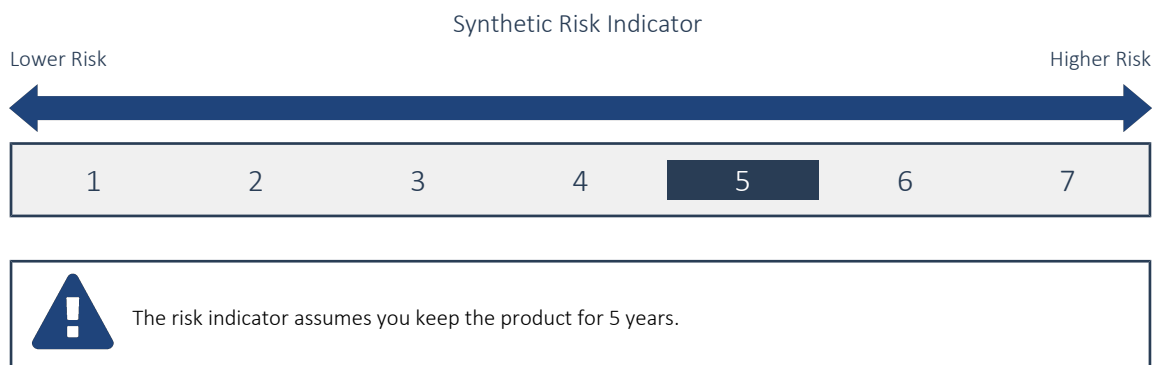 Synthetic Risk Indicator
Lower Risk Higher Risk
1 2 3 4 5 6 7
The risk indicator assumes you keep the product for 5 years.